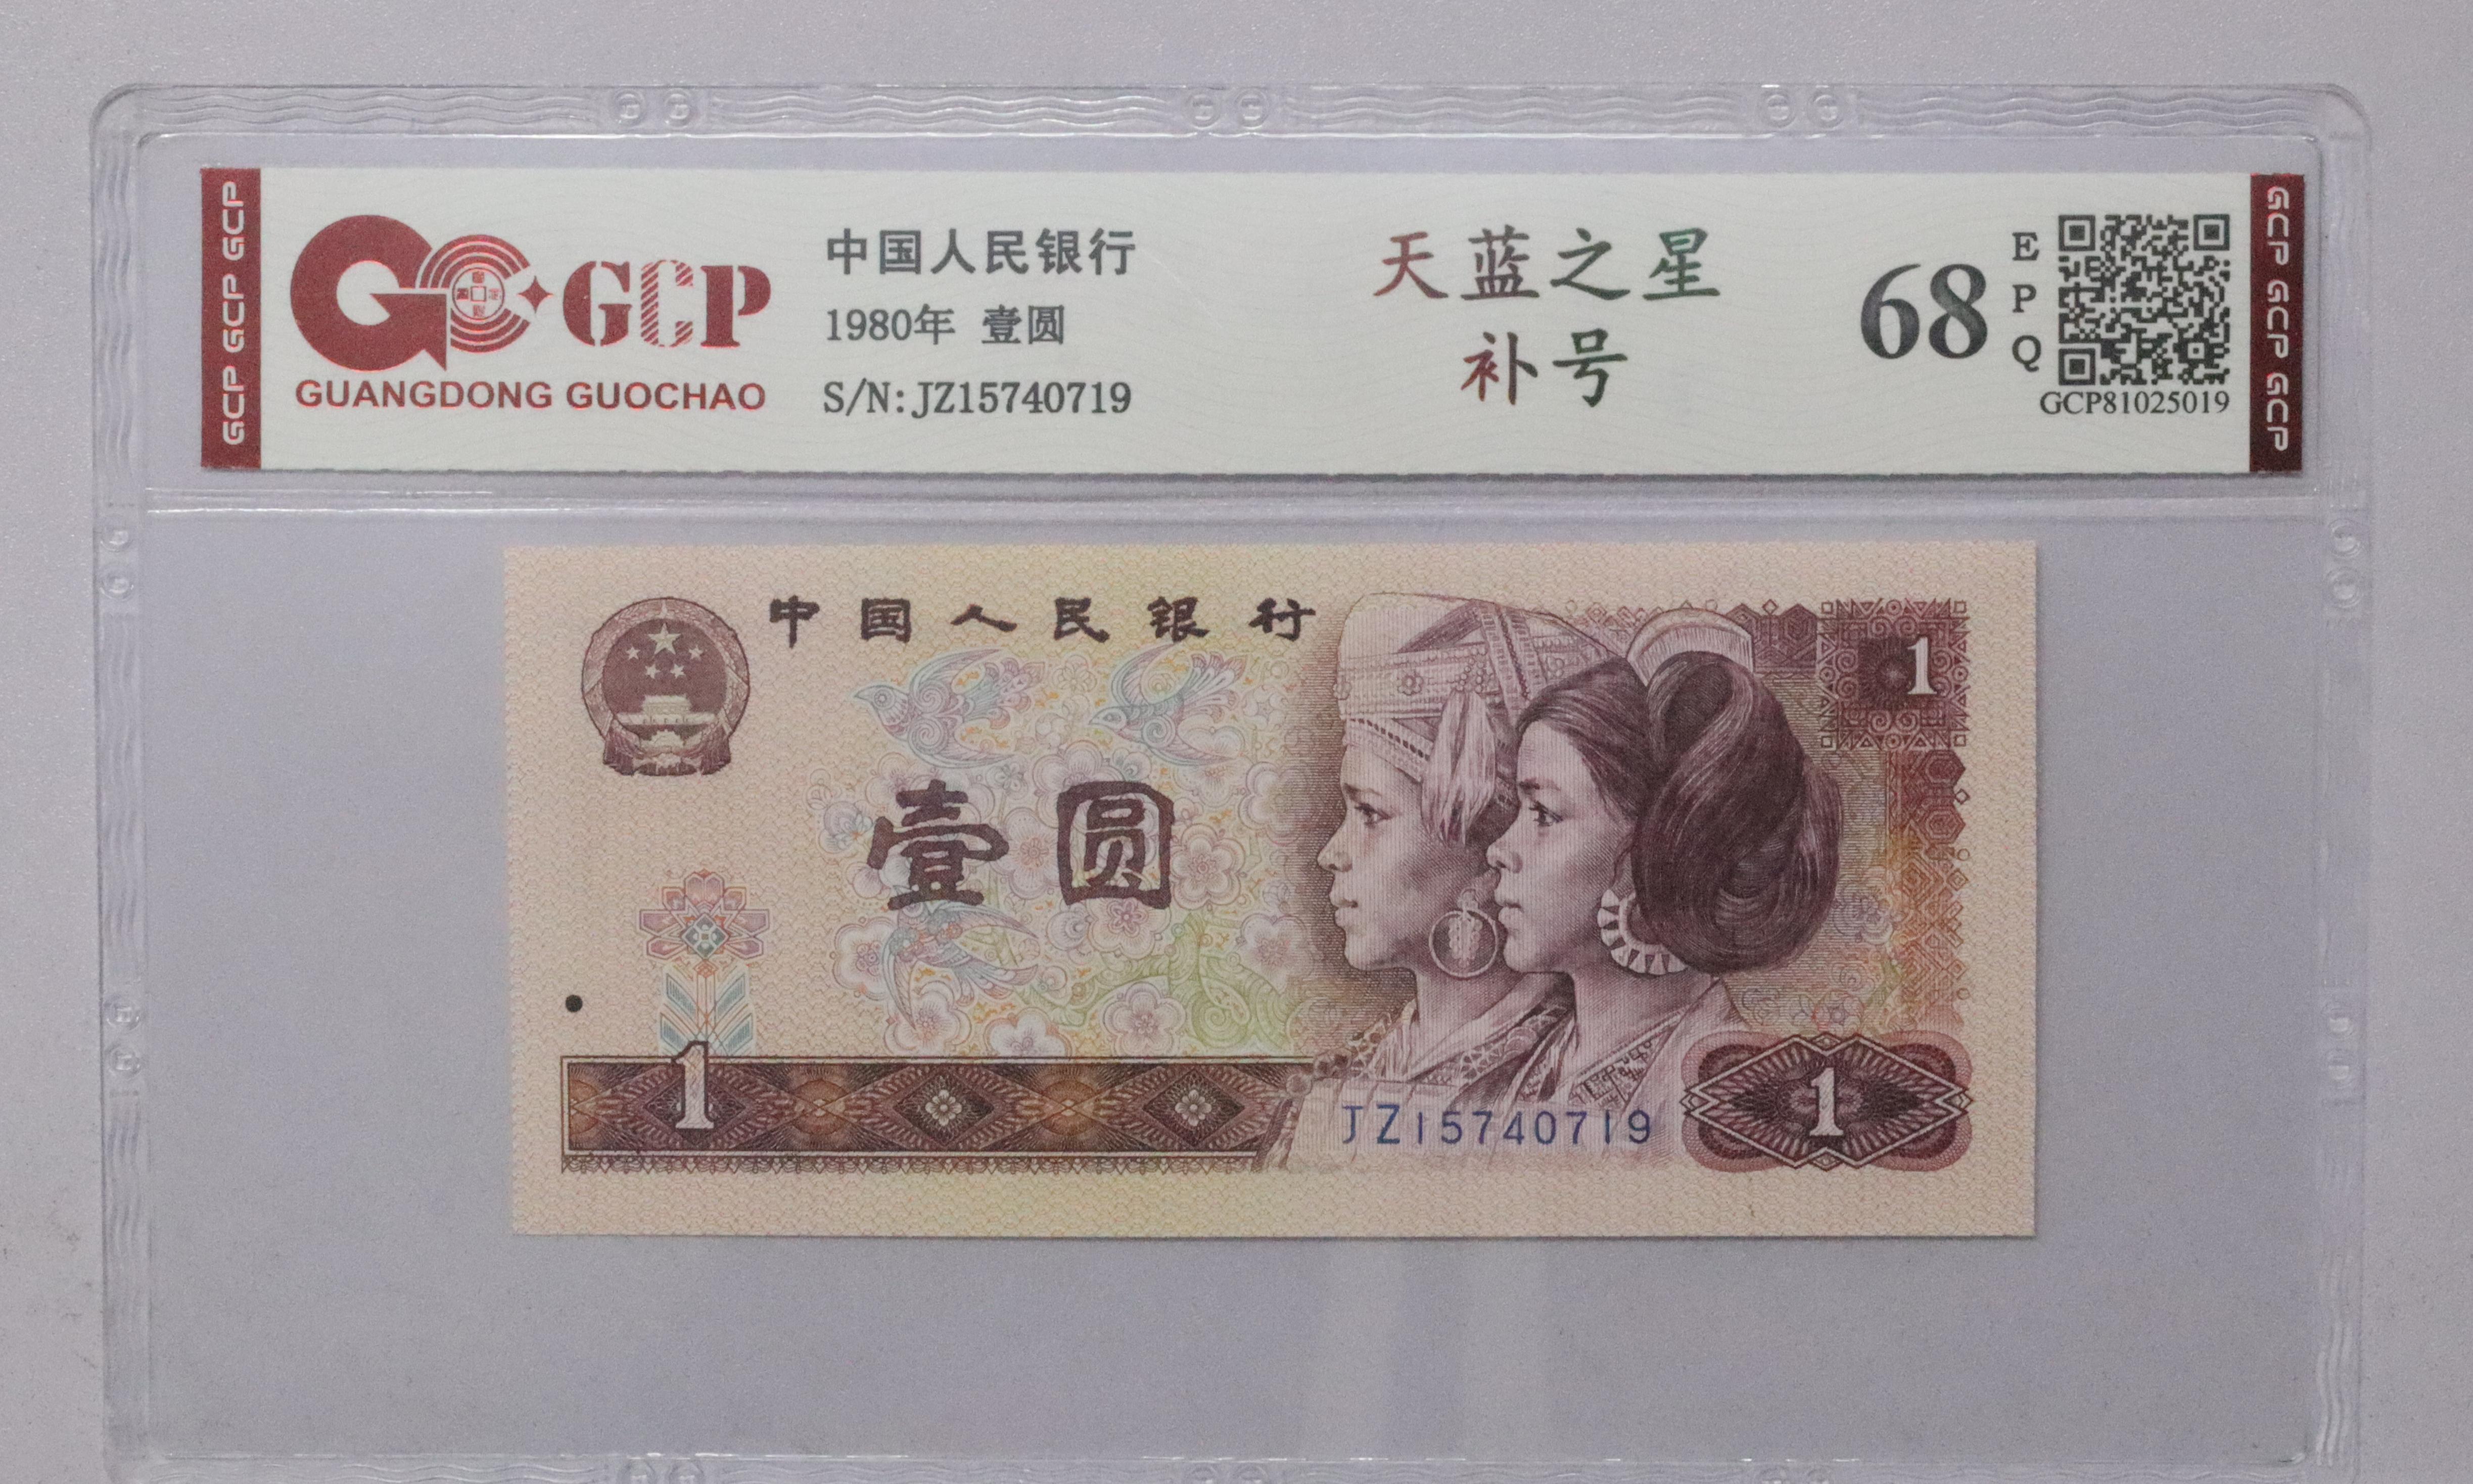 GCP GCP GCP
GCP
GUANGDONG GUOCHAO
中国人民银行
1980年 壹圆
S/N: JZ15740719
天蓝之星
补号
68
EPQ
GCP81025019
GCP GCP GCP
中国人民银行
1
壹圆
1
JZ15740719
1